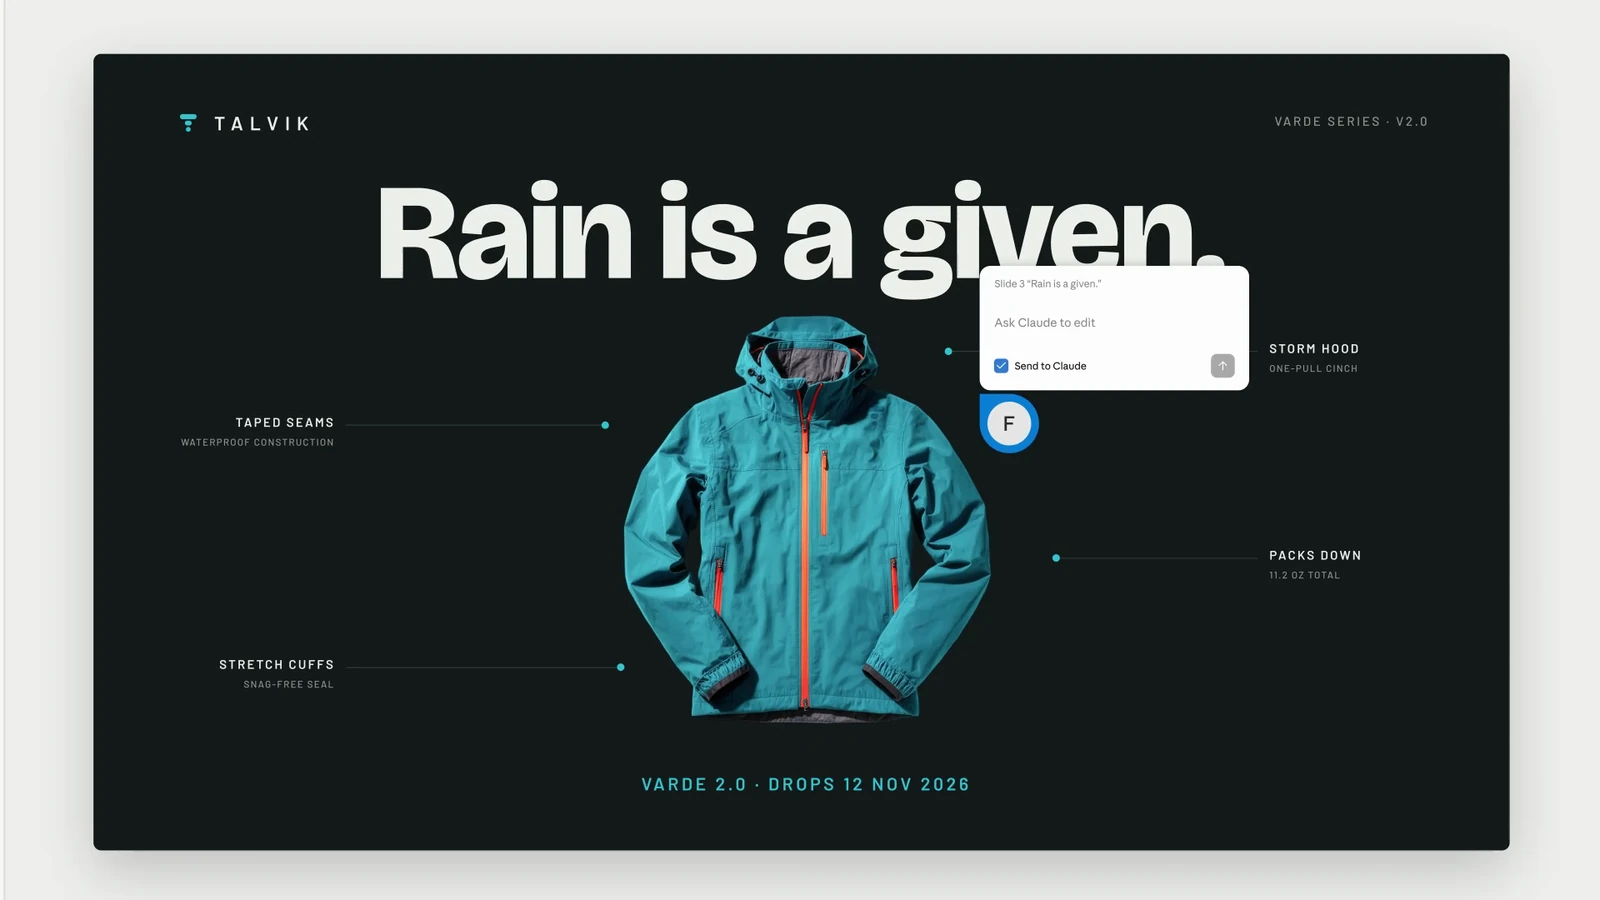 TALVIK
VARDE SERIES · V2.0
Rain is a given.
Slide 3 “Rain is a given.”
Ask Claude to edit
Send to Claude
F
STORM HOOD
ONE-PULL CINCH
TAPED SEAMS
WATERPROOF CONSTRUCTION
PACKS DOWN
11.2 OZ TOTAL
STRETCH CUFFS
SNAG-FREE SEAL
VARDE 2.0 · DROPS 12 NOV 2026